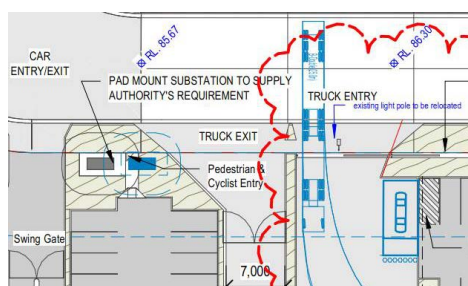 RL. 85.67
RL. 86.30
CAR
ENTRY/EXIT
PAD MOUNT SUBSTATION TO SUPPLY
AUTHORITY'S REQUIREMENT
TRUCK ENTRY
existing light pole to be relocated
TRUCK EXIT
Pedestrian &
Cyclist Entry
Swing Gate
7,000